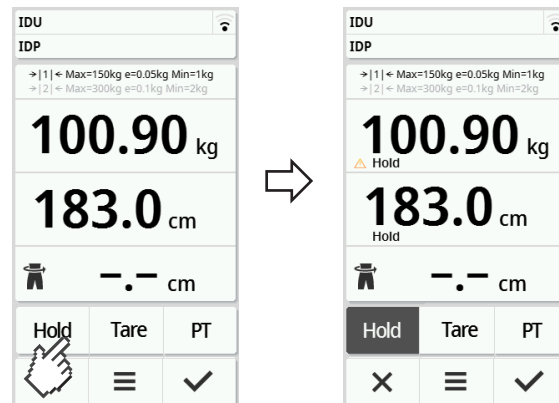 IDU
IDP
→|1|← Max=150kg e=0.05kg Min=1kg
→|2|← Max=300kg e=0.1kg Min=2kg
100.90 kg
183.0 cm
–.– cm
Hold Tare PT
IDU
IDP
→|1|← Max=150kg e=0.05kg Min=1kg
→|2|← Max=300kg e=0.1kg Min=2kg
100.90 kg
Hold
183.0 cm
Hold
–.– cm
Hold Tare PT